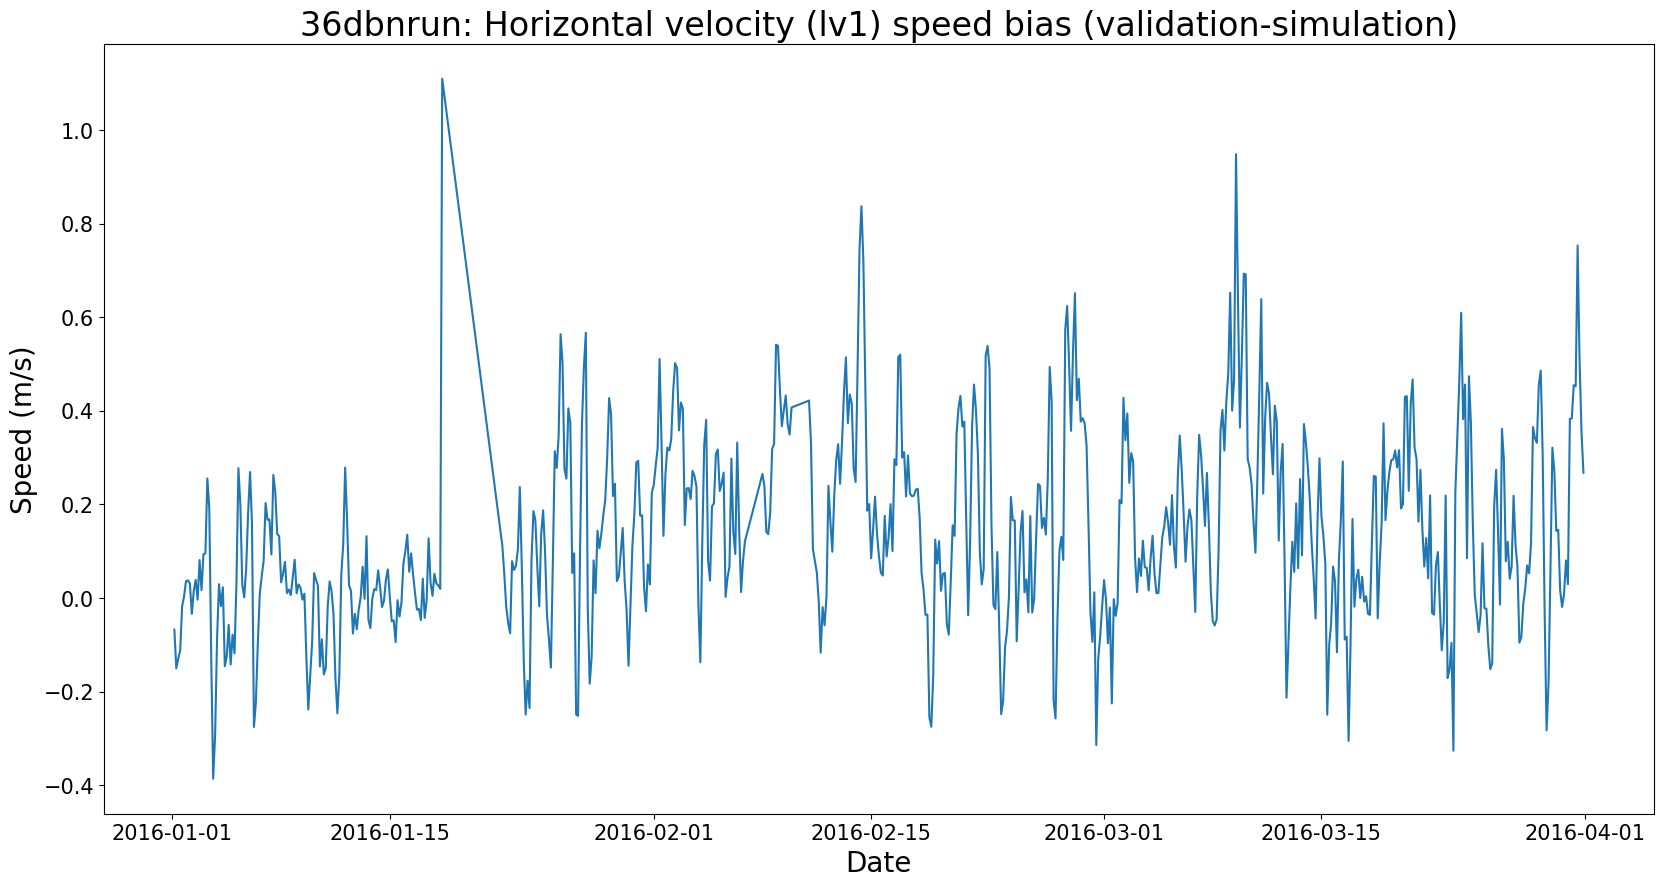 36dbnrun: Horizontal velocity (lv1) speed bias (validation-simulation)
1.0
0.8
0.6
0.4
0.2
0.0
−0.2
−0.4
Speed (m/s)
2016-01-01 2016-01-15 2016-02-01 2016-02-15 2016-03-01 2016-03-15 2016-04-01
Date